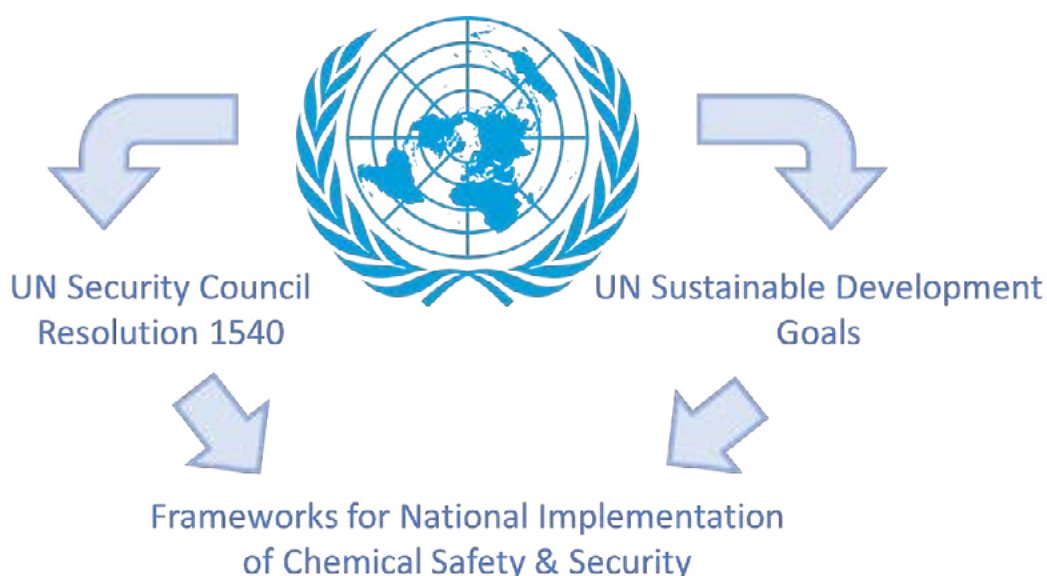 UN Security Council
Resolution 1540
UN Sustainable Development
Goals
Frameworks for National Implementation
of Chemical Safety & Security